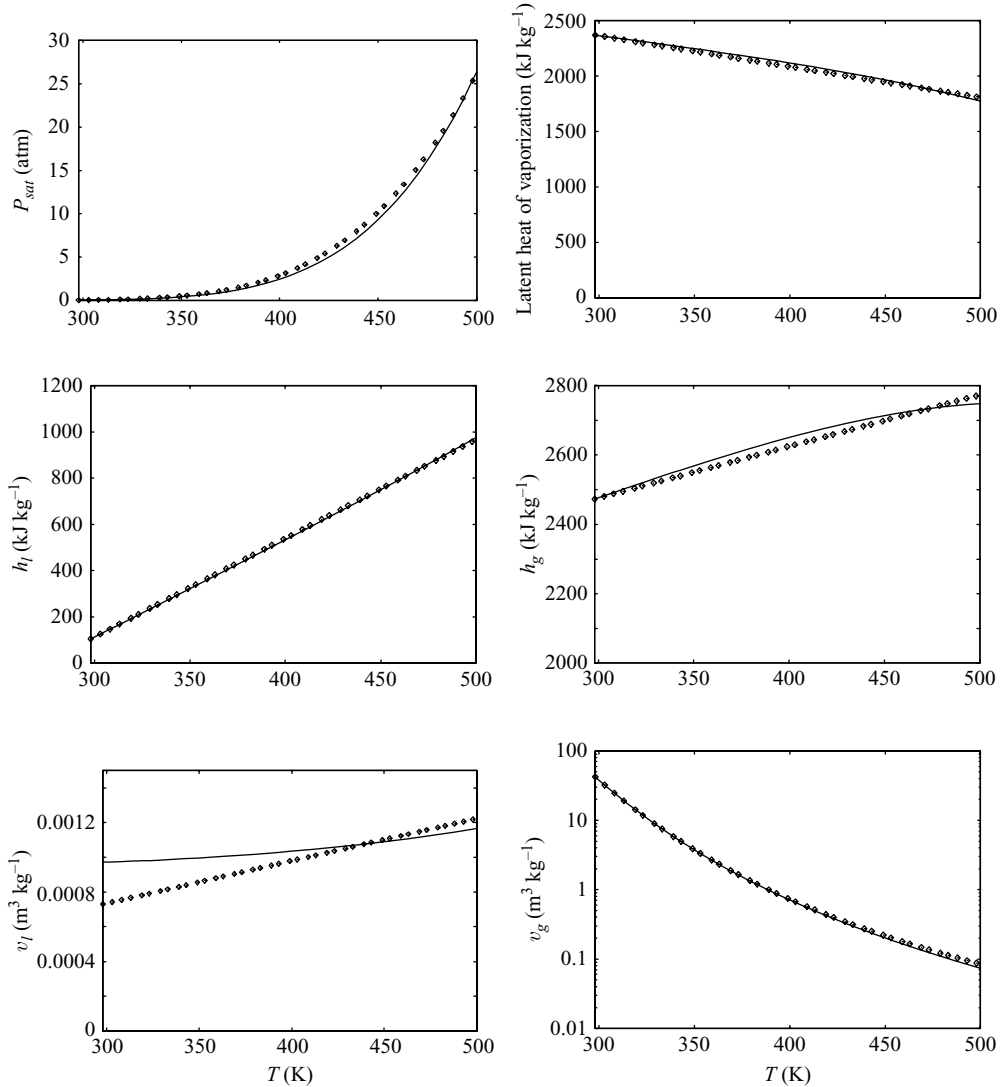 P_sat (atm)
30
25
20
15
10
5
0
300 350 400 450 500
Latent heat of vaporization (kJ kg⁻¹)
2500
2000
1500
1000
500
0
300 350 400 450 500
h_l (kJ kg⁻¹)
1200
1000
800
600
400
200
0
300 350 400 450 500
h_g (kJ kg⁻¹)
2800
2600
2400
2200
2000
300 350 400 450 500
v_l (m³ kg⁻¹)
0.0012
0.0008
0.0004
0
300 350 400 450 500
T (K)
v_g (m³ kg⁻¹)
100
10
1
0.1
0.01
300 350 400 450 500
T (K)